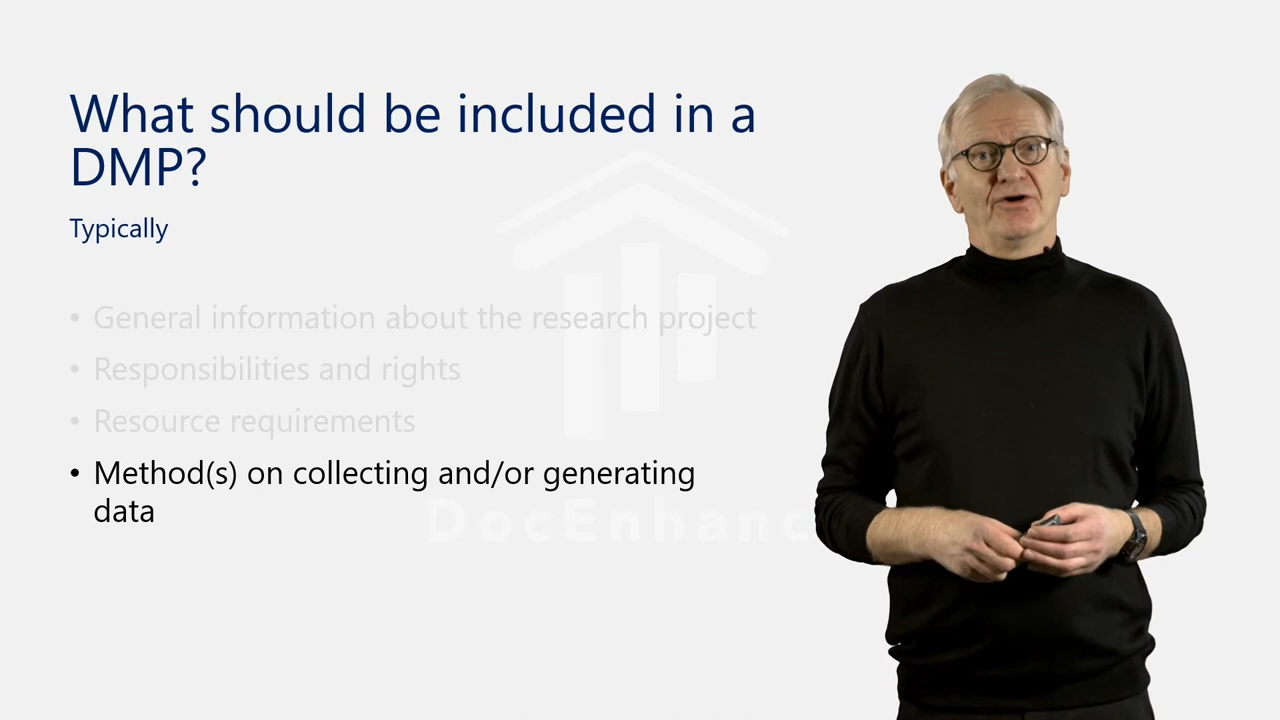 What should be included in a
DMP?
Typically
• General information about the research project
• Responsibilities and rights
• Resource requirements
• Method(s) on collecting and/or generating
data
DocEnhanc